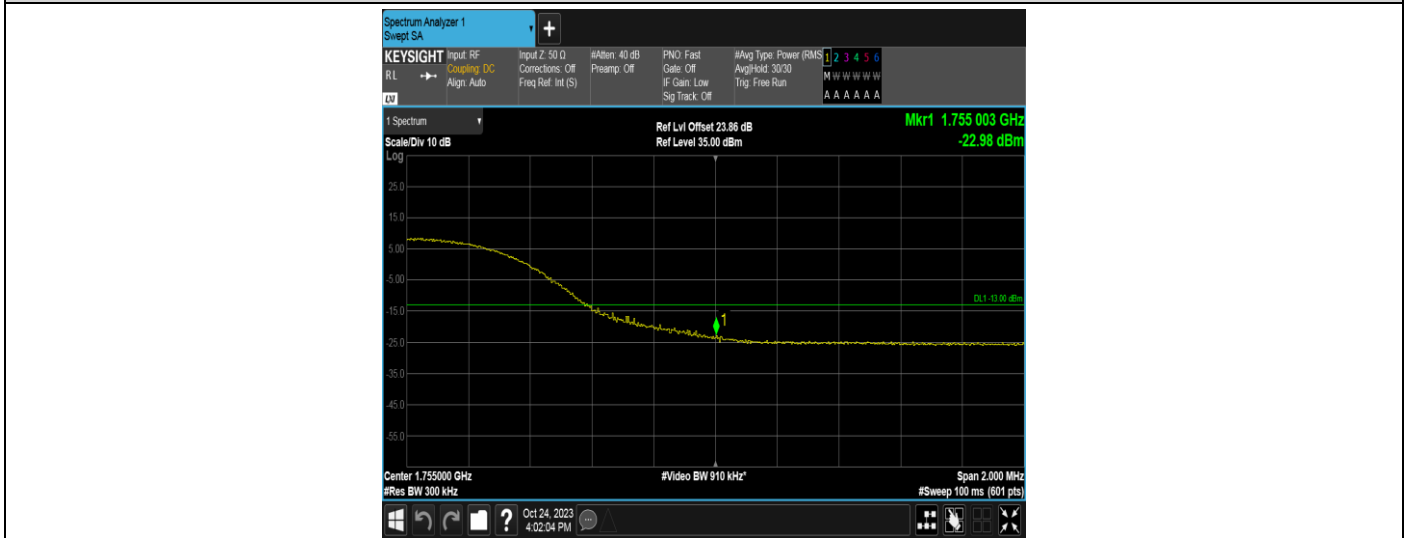 Spectrum Analyzer 1
Swept SA
+
KEYSIGHT
RL
LXI
Input: RF
Coupling: DC
Align: Auto
Input Z: 50 Ω
Corrections: Off
Freq Ref: Int (S)
#Atten: 40 dB
Preamp: Off
PNO: Fast
Gate: Off
IF Gain: Low
Sig Track: Off
#Avg Type: Power (RMS
Avg|Hold: 30/30
Trig: Free Run
1 2 3 4 5 6
M W W W W W
A A A A A A
1 Spectrum
Scale/Div 10 dB
Log
Ref Lvl Offset 23.86 dB
Ref Level 35.00 dBm
Mkr1 1.755 003 GHz
-22.98 dBm
25.0
15.0
5.00
-5.00
DL1 -13.00 dBm
-15.0
1
-25.0
-35.0
-45.0
-55.0
Center 1.755000 GHz
#Res BW 300 kHz
#Video BW 910 kHz*
Span 2.000 MHz
#Sweep 100 ms (601 pts)
?
Oct 24, 2023
4:02:04 PM